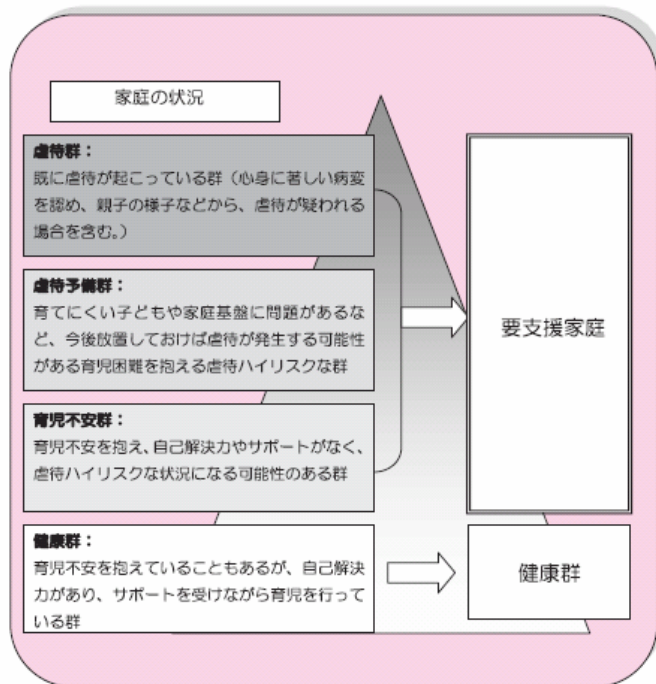 家庭の状況
虐待群：
既に虐待が起こっている群（心身に著しい病変
を認め、親子の様子などから、虐待が疑われる
場合を含む。）
虐待予備群：
育てにくい子どもや家庭基盤に問題があるな
ど、今後放置しておけば虐待が発生する可能性
がある育児困難を抱える虐待ハイリスクな群
育児不安群：
育児不安を抱え、自己解決力やサポートがなく、
虐待ハイリスクな状況になる可能性のある群
要支援家庭
健康群：
育児不安を抱えていることもあるが、自己解決
力があり、サポートを受けながら育児を行って
いる群
健康群